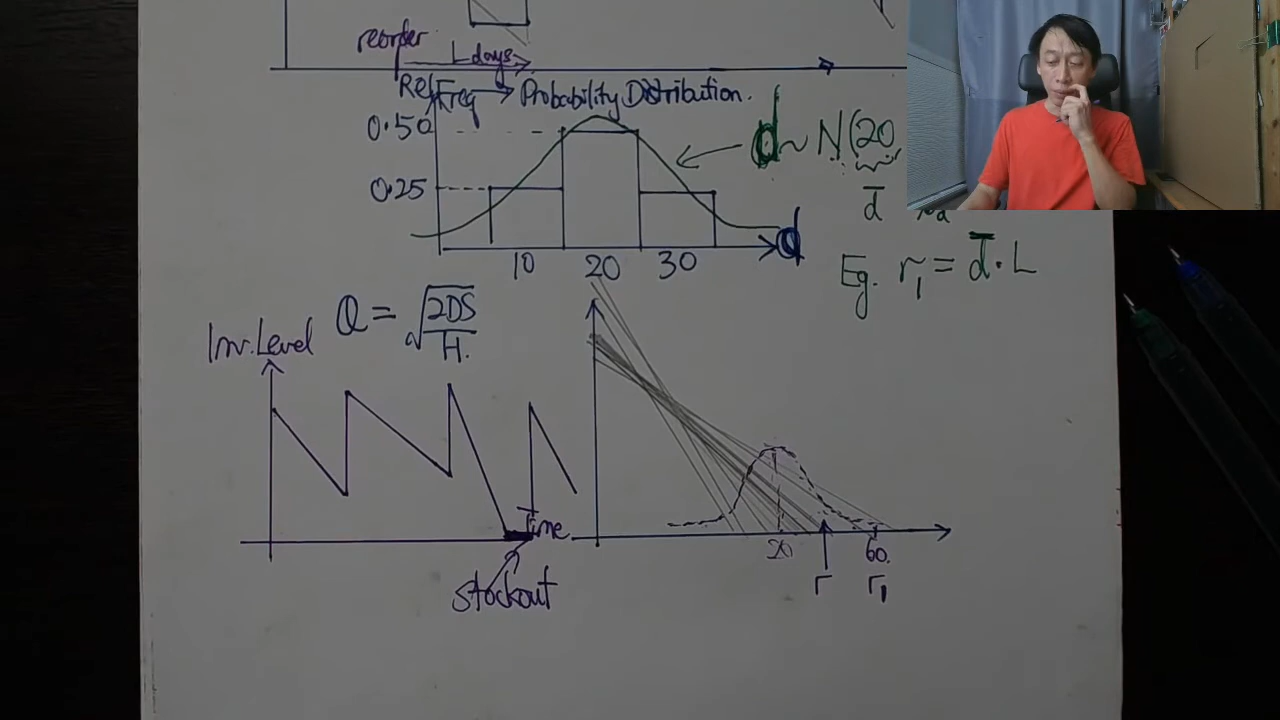 reorder
L days
Rel Freq → Probability Distribution.
0.50
0.25
d ~ N(20,
d̄
10 20 30 d
Eg. r₁ = d̄ · L
Q = √(2DS/H.)
Inv. Level
Time
stockout
20 60.
r r₁